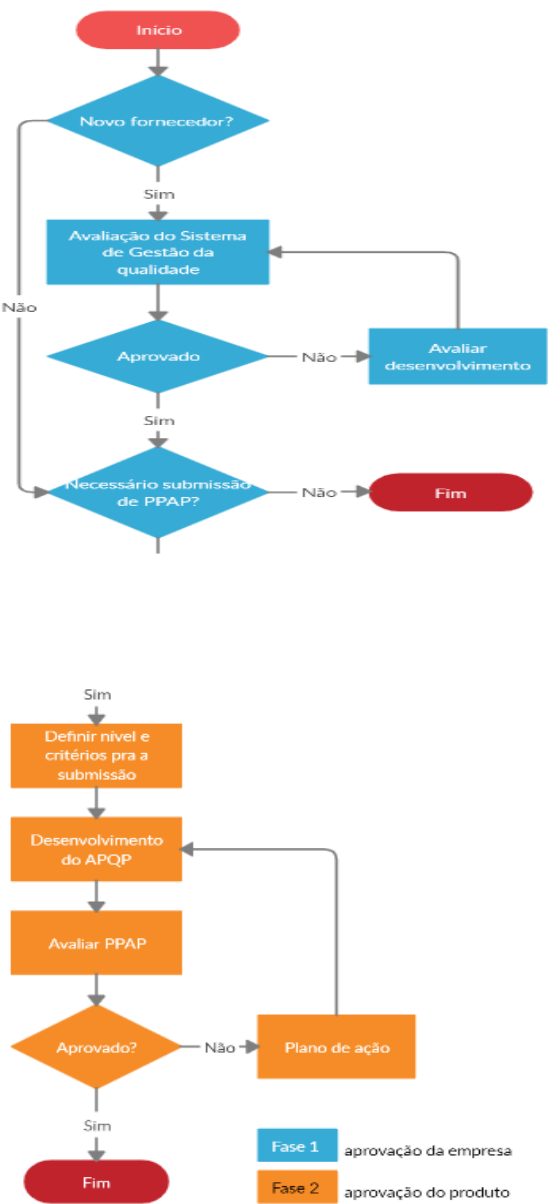 Início
Novo fornecedor?
Sim
Avaliação do Sistema
de Gestão da
qualidade
Não
Aprovado
Não
Avaliar
desenvolvimento
Sim
Necessário submissão
de PPAP?
Não
Fim
Sim
Definir nível e
critérios pra a
submissão
Desenvolvimento
do APQP
Avaliar PPAP
Aprovado?
Não
Plano de ação
Sim
Fim
Fase 1
aprovação da empresa
Fase 2
aprovação do produto